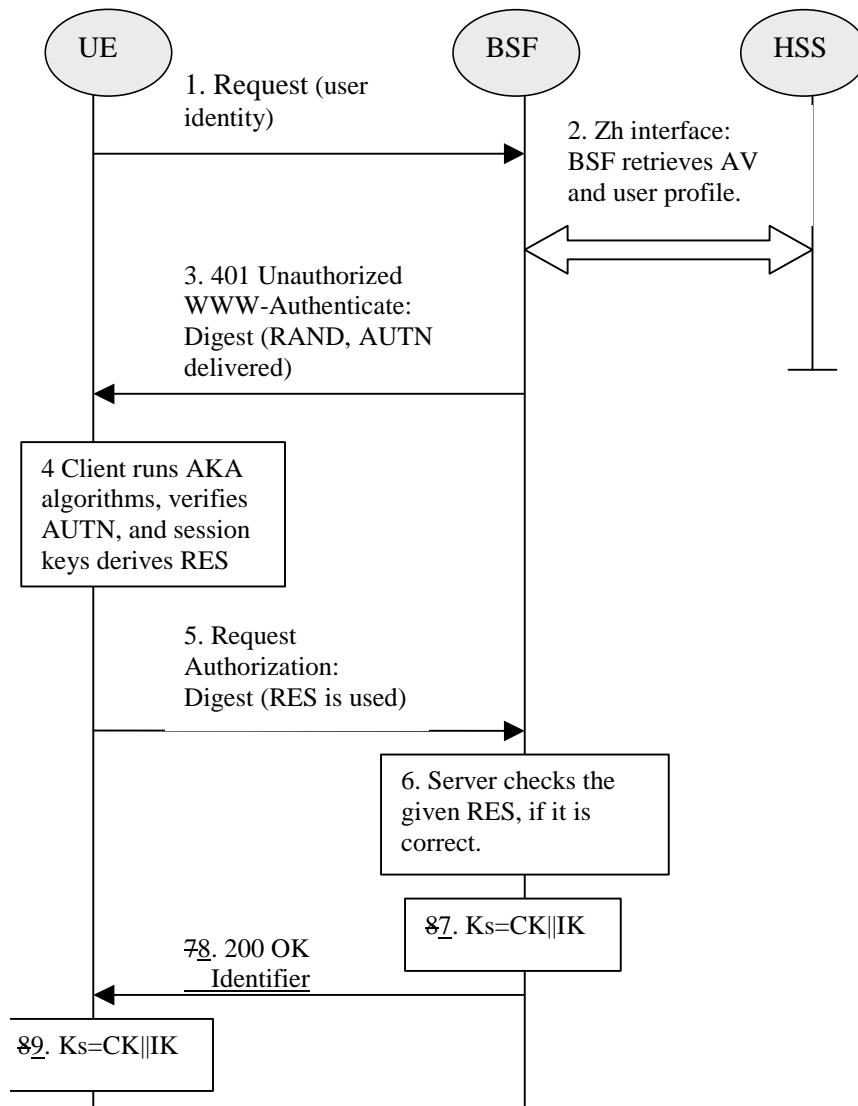 UE
BSF
HSS
1. Request (user
identity)
2. Zh interface:
BSF retrieves AV
and user profile.
3. 401 Unauthorized
WWW-Authenticate:
Digest (RAND, AUTN
delivered)
4 Client runs AKA
algorithms, verifies
AUTN, and session
keys derives RES
5. Request
Authorization:
Digest (RES is used)
6. Server checks the
given RES, if it is
correct.
87. Ks=CK||IK
78. 200 OK
Identifier
89. Ks=CK||IK